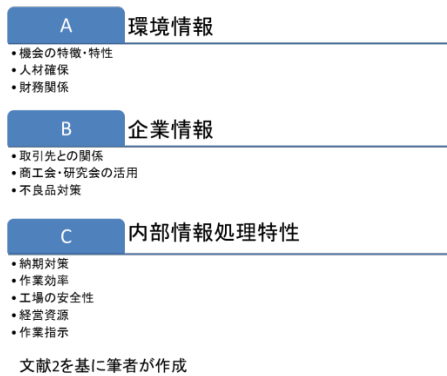 A 環境情報
•機会の特徴・特性
•人材確保
•財務関係
B 企業情報
•取引先との関係
•商工会・研究会の活用
•不良品対策
C 内部情報処理特性
•納期対策
•作業効率
•工場の安全性
•経営資源
•作業指示
文献2を基に筆者が作成